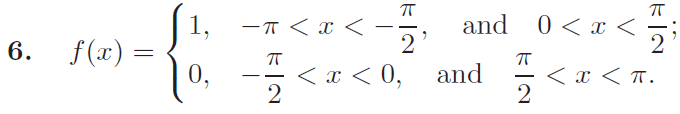 6. f(x) = { 1, −π < x < −π/2, and 0 < x < π/2;
0, −π/2 < x < 0, and π/2 < x < π.